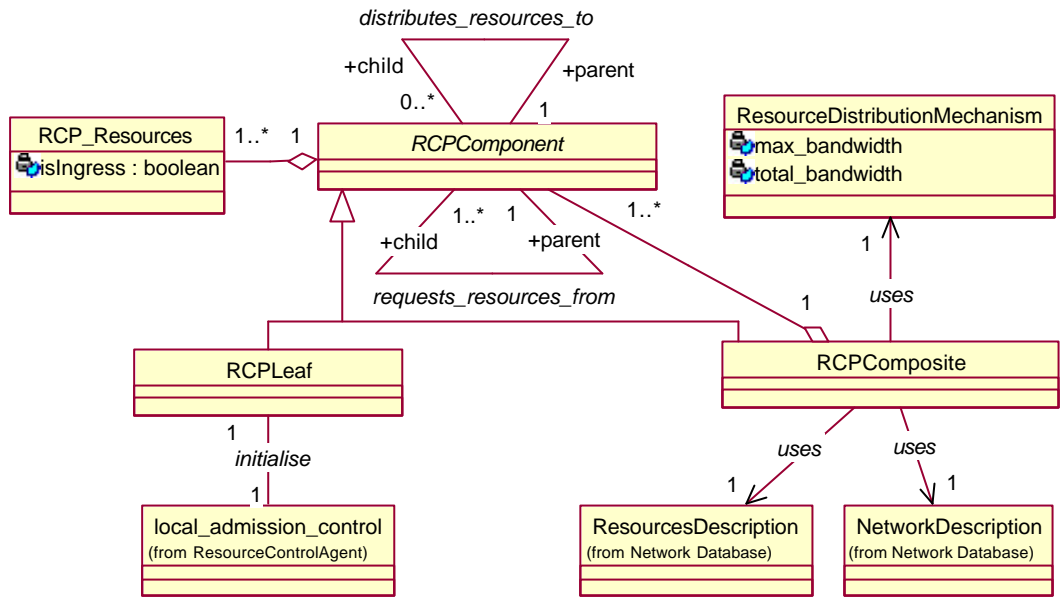 distributes_resources_to
+child
+parent
0..*
1
RCP_Resources
isIngress : boolean
1..*
1
RCPComponent
ResourceDistributionMechanism
max_bandwidth
total_bandwidth
1..*
1
1..*
+child
+parent
requests_resources_from
1
uses
1
RCPLeaf
RCPComposite
1
initialise
1
uses
uses
1
1
local_admission_control
(from ResourceControlAgent)
ResourcesDescription
(from Network Database)
NetworkDescription
(from Network Database)